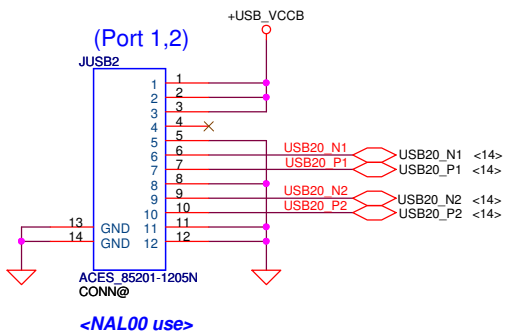 +USB_VCCB
(Port 1,2)
JUSB2
1 1
2 2
3 3
4 4
5 5
6 6 USB20_N1 USB20_N1 <14>
7 7 USB20_P1 USB20_P1 <14>
8 8
9 9 USB20_N2 USB20_N2 <14>
10 10 USB20_P2 USB20_P2 <14>
13 GND 11 11
14 GND 12 12
ACES_85201-1205N
CONN@
<NAL00 use>